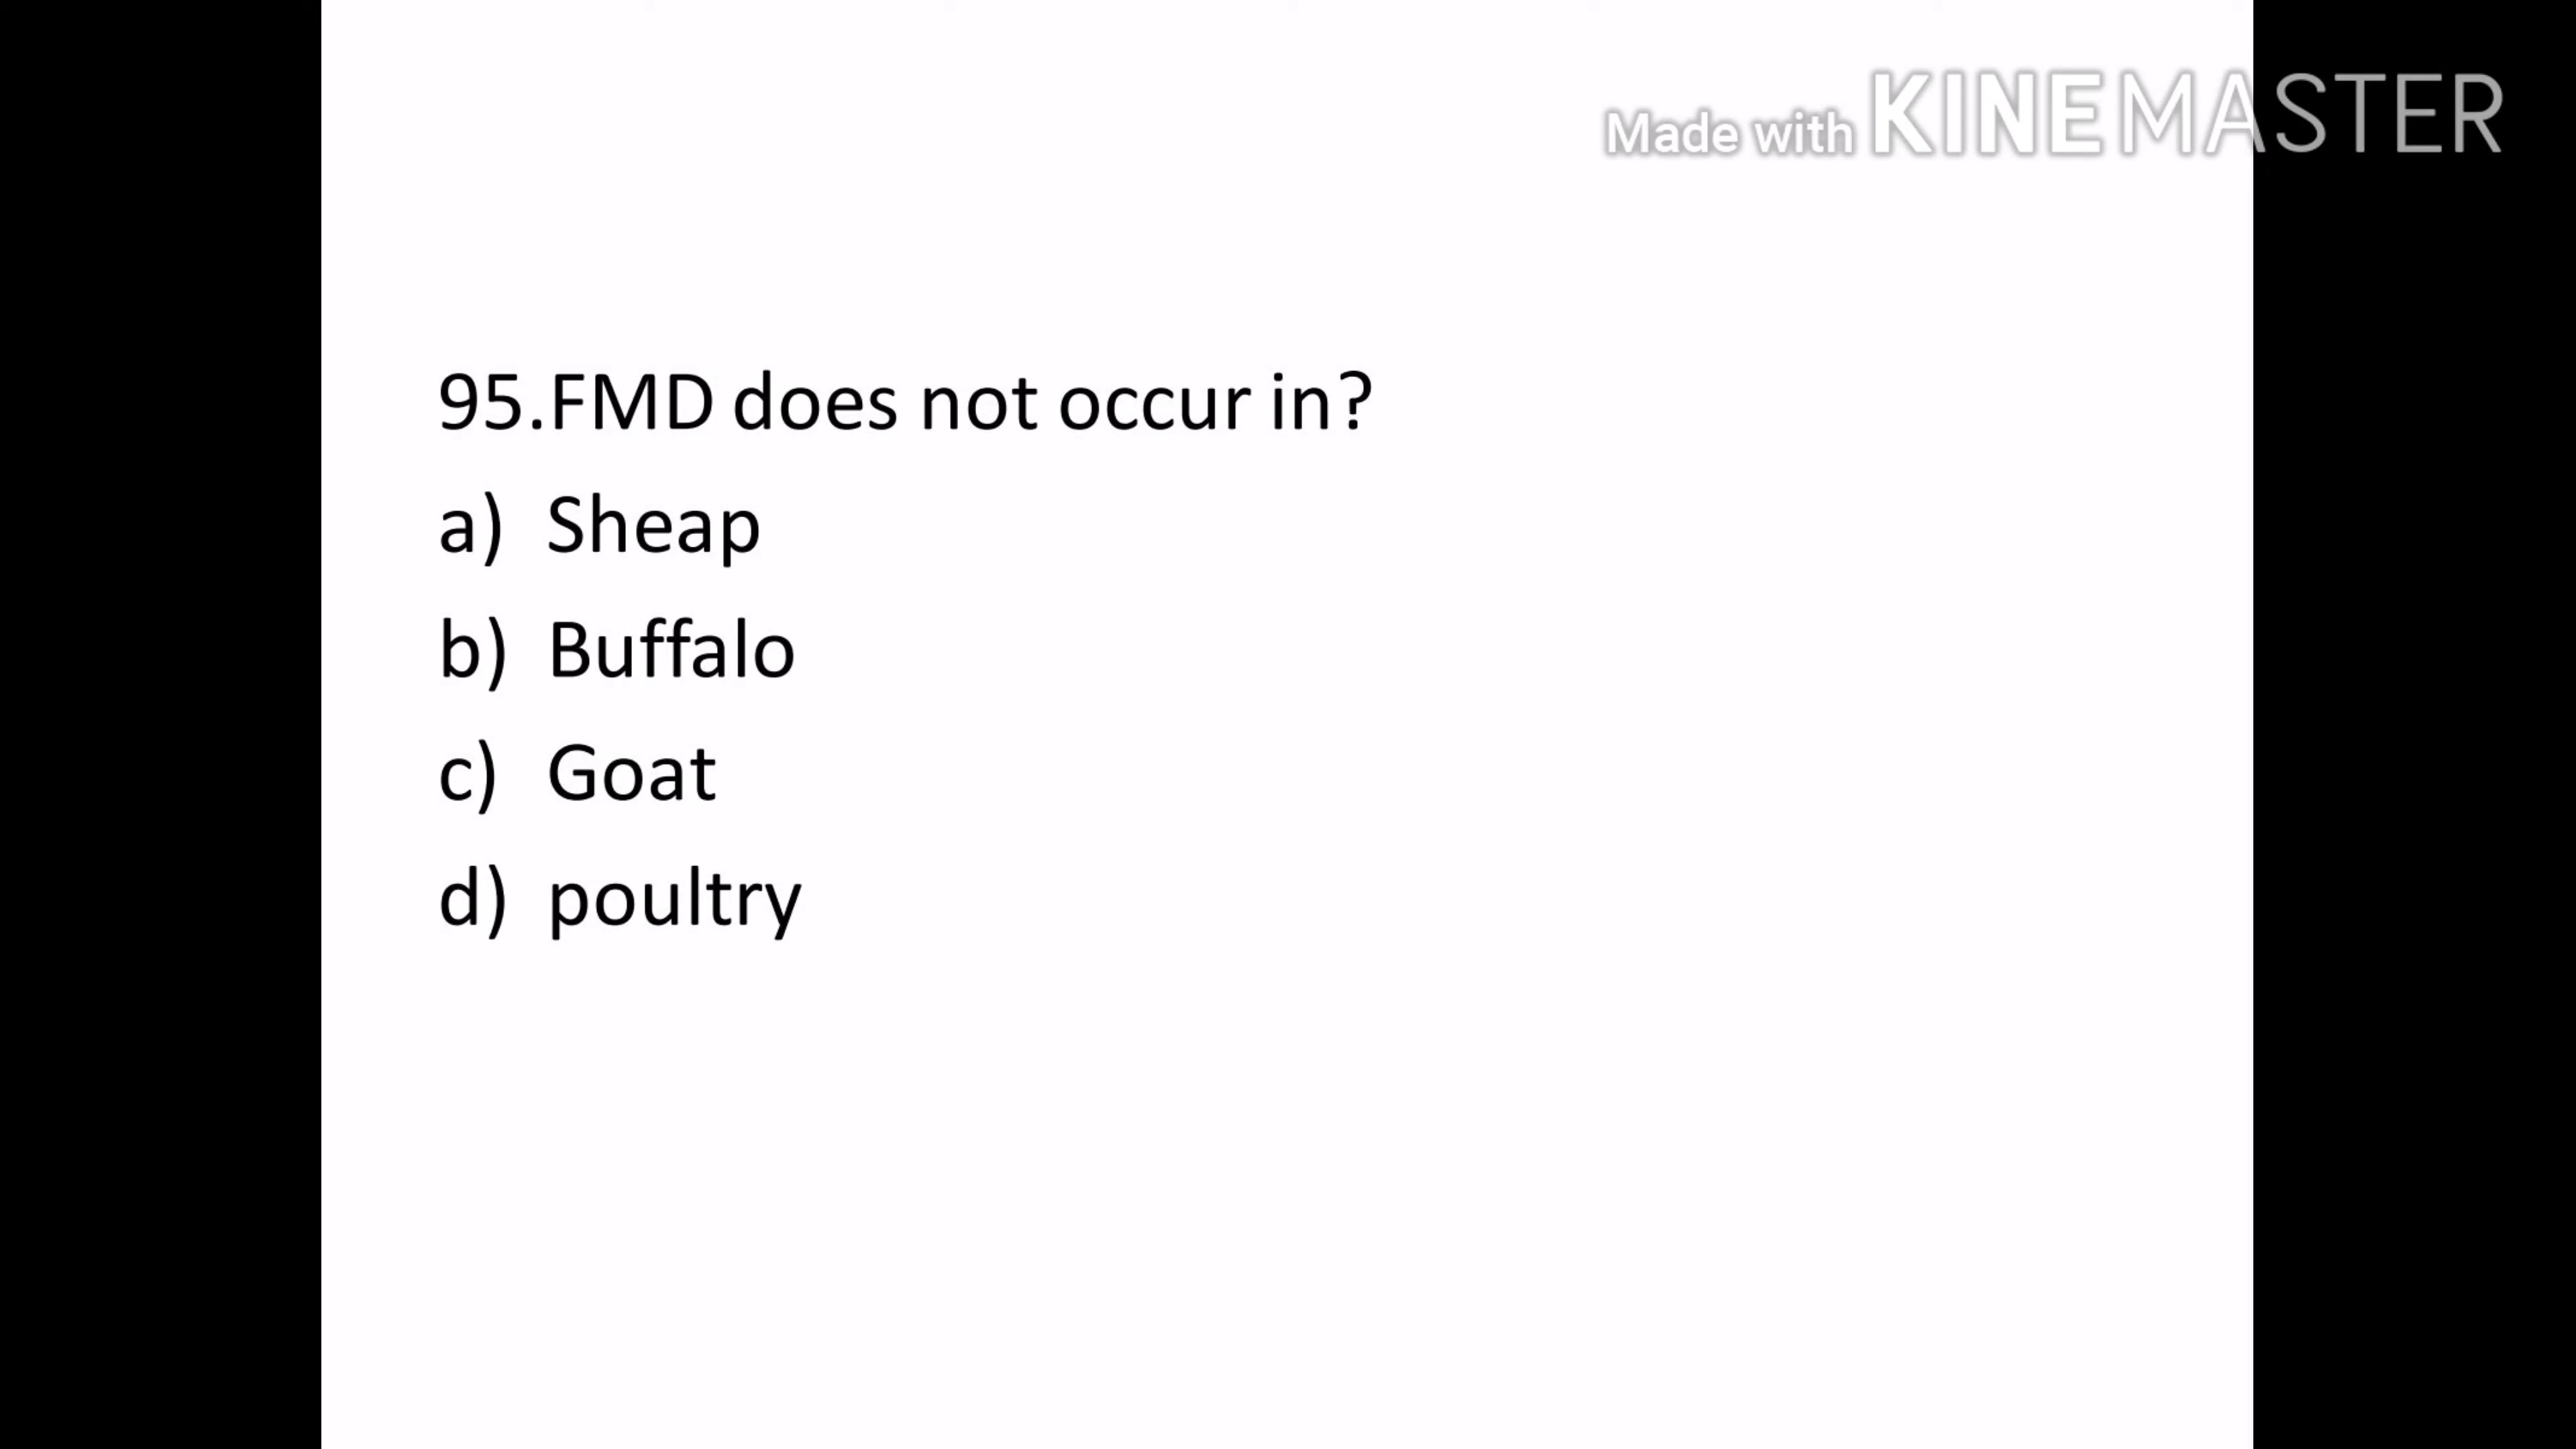 Made with KINEMASTER
95.FMD does not occur in?
a) Sheap
b) Buffalo
c) Goat
d) poultry